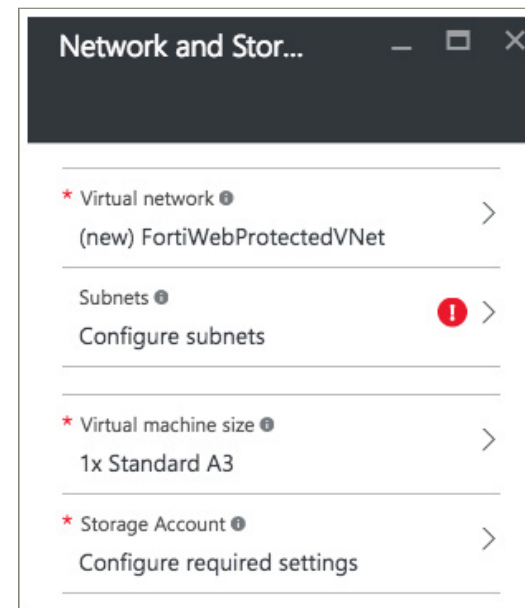 Network and Stor...
* Virtual network
(new) FortiWebProtectedVNet
Subnets
Configure subnets
* Virtual machine size
1x Standard A3
* Storage Account
Configure required settings